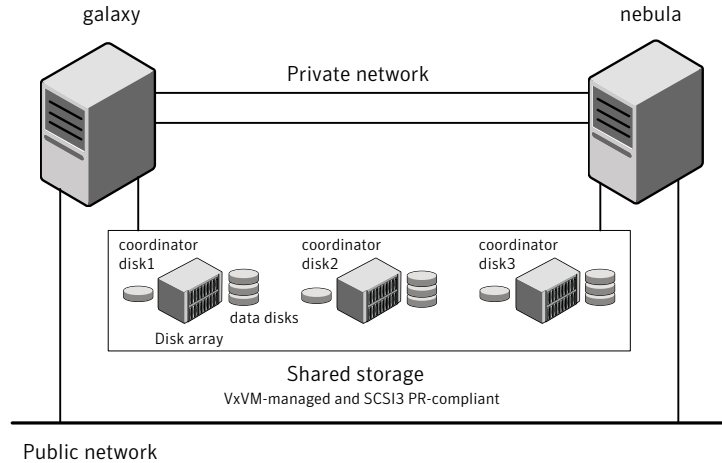 galaxy
nebula
Private network
coordinator
disk1
coordinator
disk2
coordinator
disk3
data disks
Disk array
Shared storage
VxVM-managed and SCSI3 PR-compliant
Public network